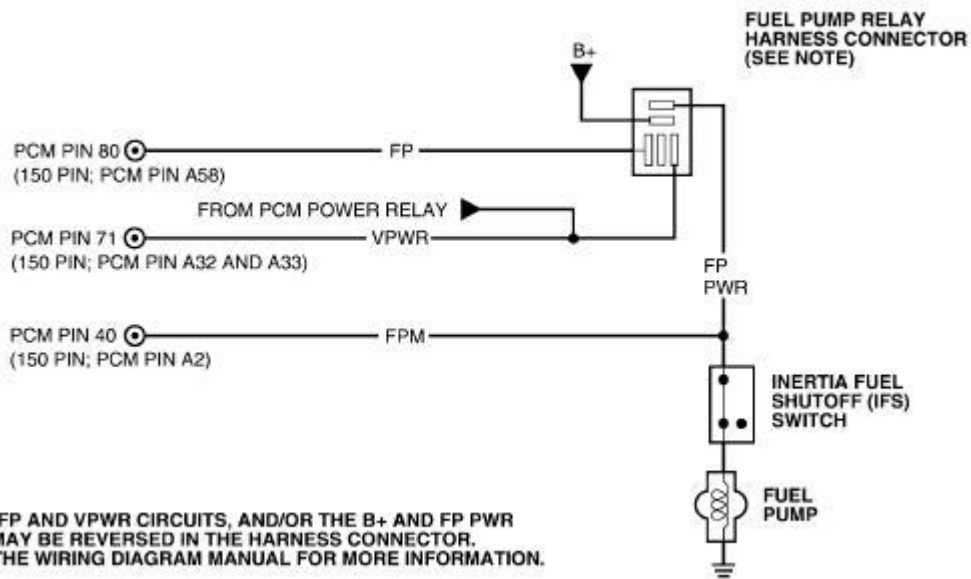 FUEL PUMP RELAY
HARNESS CONNECTOR
(SEE NOTE)
B+
PCM PIN 80
FP
(150 PIN; PCM PIN A58)
FROM PCM POWER RELAY
PCM PIN 71
VPWR
(150 PIN; PCM PIN A32 AND A33)
FP
PWR
PCM PIN 40
FPM
(150 PIN; PCM PIN A2)
INERTIA FUEL
SHUTOFF (IFS)
SWITCH
FUEL
PUMP
FP AND VPWR CIRCUITS, AND/OR THE B+ AND FP PWR
MAY BE REVERSED IN THE HARNESS CONNECTOR.
THE WIRING DIAGRAM MANUAL FOR MORE INFORMATION.